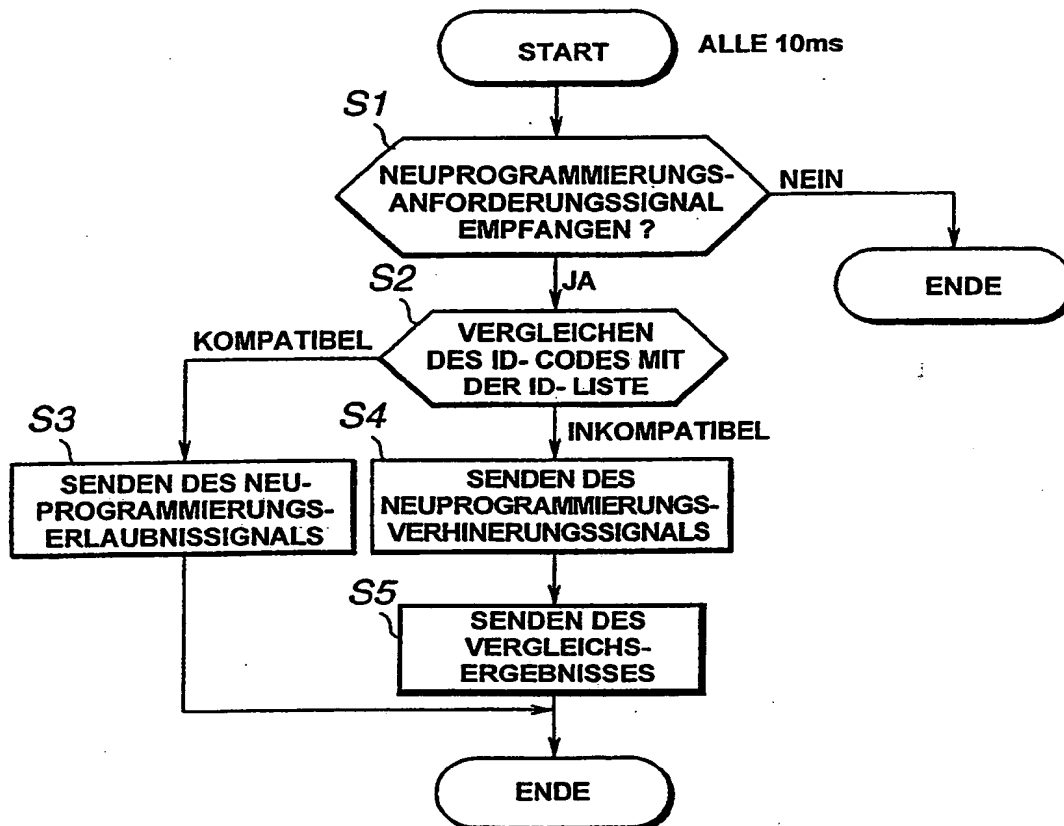 START
ALLE 10ms
S1
NEUPROGRAMMIERUNGS-
ANFORDERUNGSSIGNAL
EMPFANGEN ?
NEIN
ENDE
JA
S2
VERGLEICHEN
DES ID- CODES MIT
DER ID- LISTE
KOMPATIBEL
INKOMPATIBEL
S3
SENDEN DES NEU-
PROGRAMMIERUNGS-
ERLAUBNISSIGNALS
S4
SENDEN DES
NEUPROGRAMMIERUNGS-
VERHINERUNGSSIGNALS
S5
SENDEN DES
VERGLEICHS-
ERGEBNISSES
ENDE